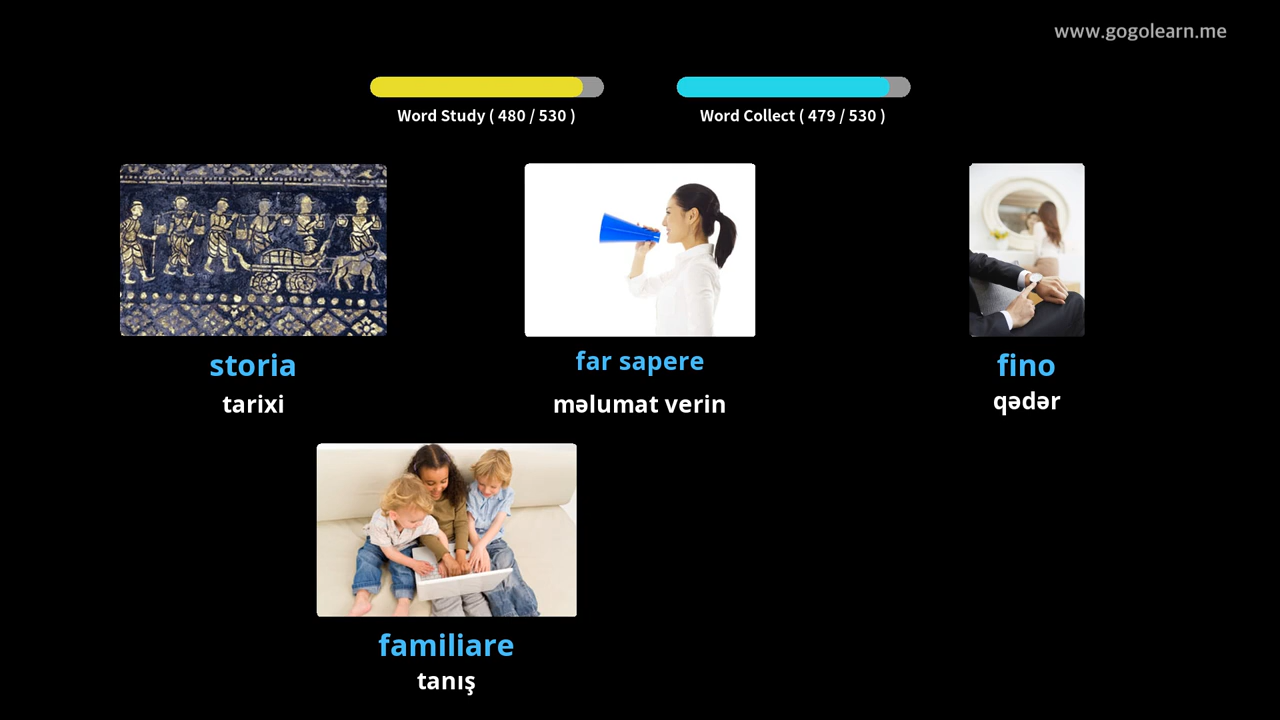 www.gogolearn.me
Word Study ( 480 / 530 )
Word Collect ( 479 / 530 )
storia
tarixi
far sapere
məlumat verin
fino
qədər
familiare
tanış